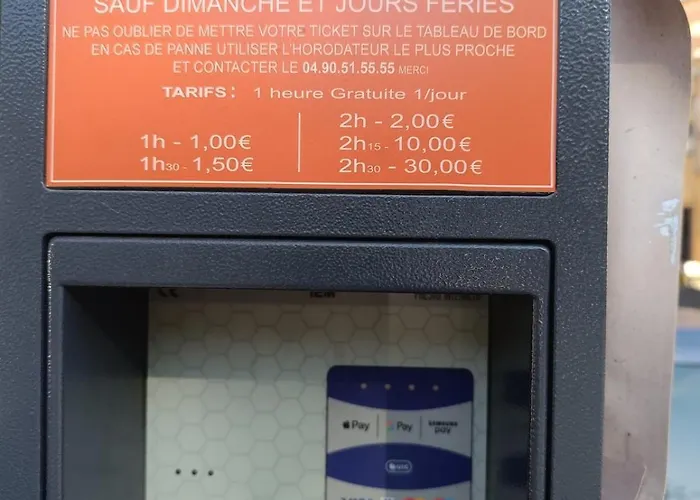 SAUF DIMANCHE ET JOURS FÉRIÉS
NE PAS OUBLIER DE METTRE VOTRE TICKET SUR LE TABLEAU DE BORD
EN CAS DE PANNE UTILISER L'HORODATEUR LE PLUS PROCHE
ET CONTACTER LE 04.90.51.55.55 MERCI
TARIFS : 1 heure Gratuite 1/jour
1h - 1,00€
1h30 - 1,50€
2h - 2,00€
2h15 - 10,00€
2h30 - 30,00€
Pay
G Pay
SAMSUNG
pay